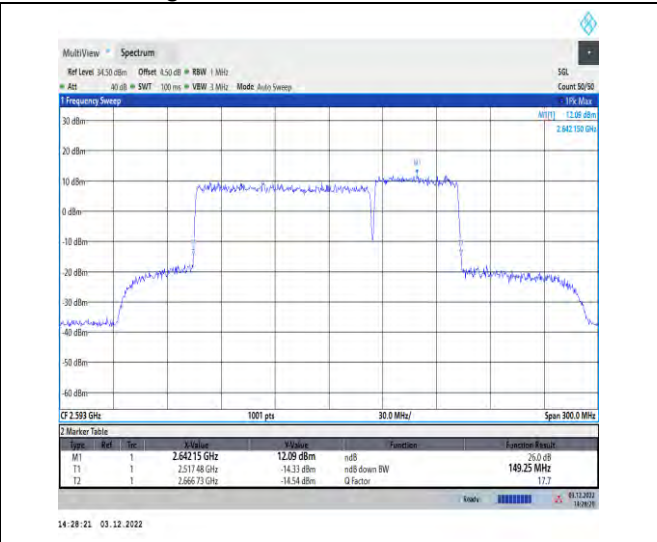 MultiView Spectrum
Ref Level 34.50 dBm Offset 4.50 dB RBW 1 MHz SGL
Att 40 dB SWT 100 ms VBW 3 MHz Mode Auto Sweep Count 50/50
1 Frequency Sweep 1Pk Max
M1[1] 12.09 dBm
2.642 150 GHz
30 dBm
20 dBm
M1
10 dBm
0 dBm
-10 dBm
-20 dBm
-30 dBm
-40 dBm
-50 dBm
-60 dBm
CF 2.593 GHz 1001 pts 30.0 MHz/ Span 300.0 MHz
2 Marker Table
Type Ref Trc X-Value Y-Value Function Function Result
M1 1 2.64215 GHz 12.09 dBm ndB 26.0 dB
T1 1 2.51748 GHz -14.33 dBm ndB down BW 149.25 MHz
T2 1 2.66673 GHz -14.54 dBm Q Factor 17.7
Ready 03.12.2022
14:28:21 03.12.2022